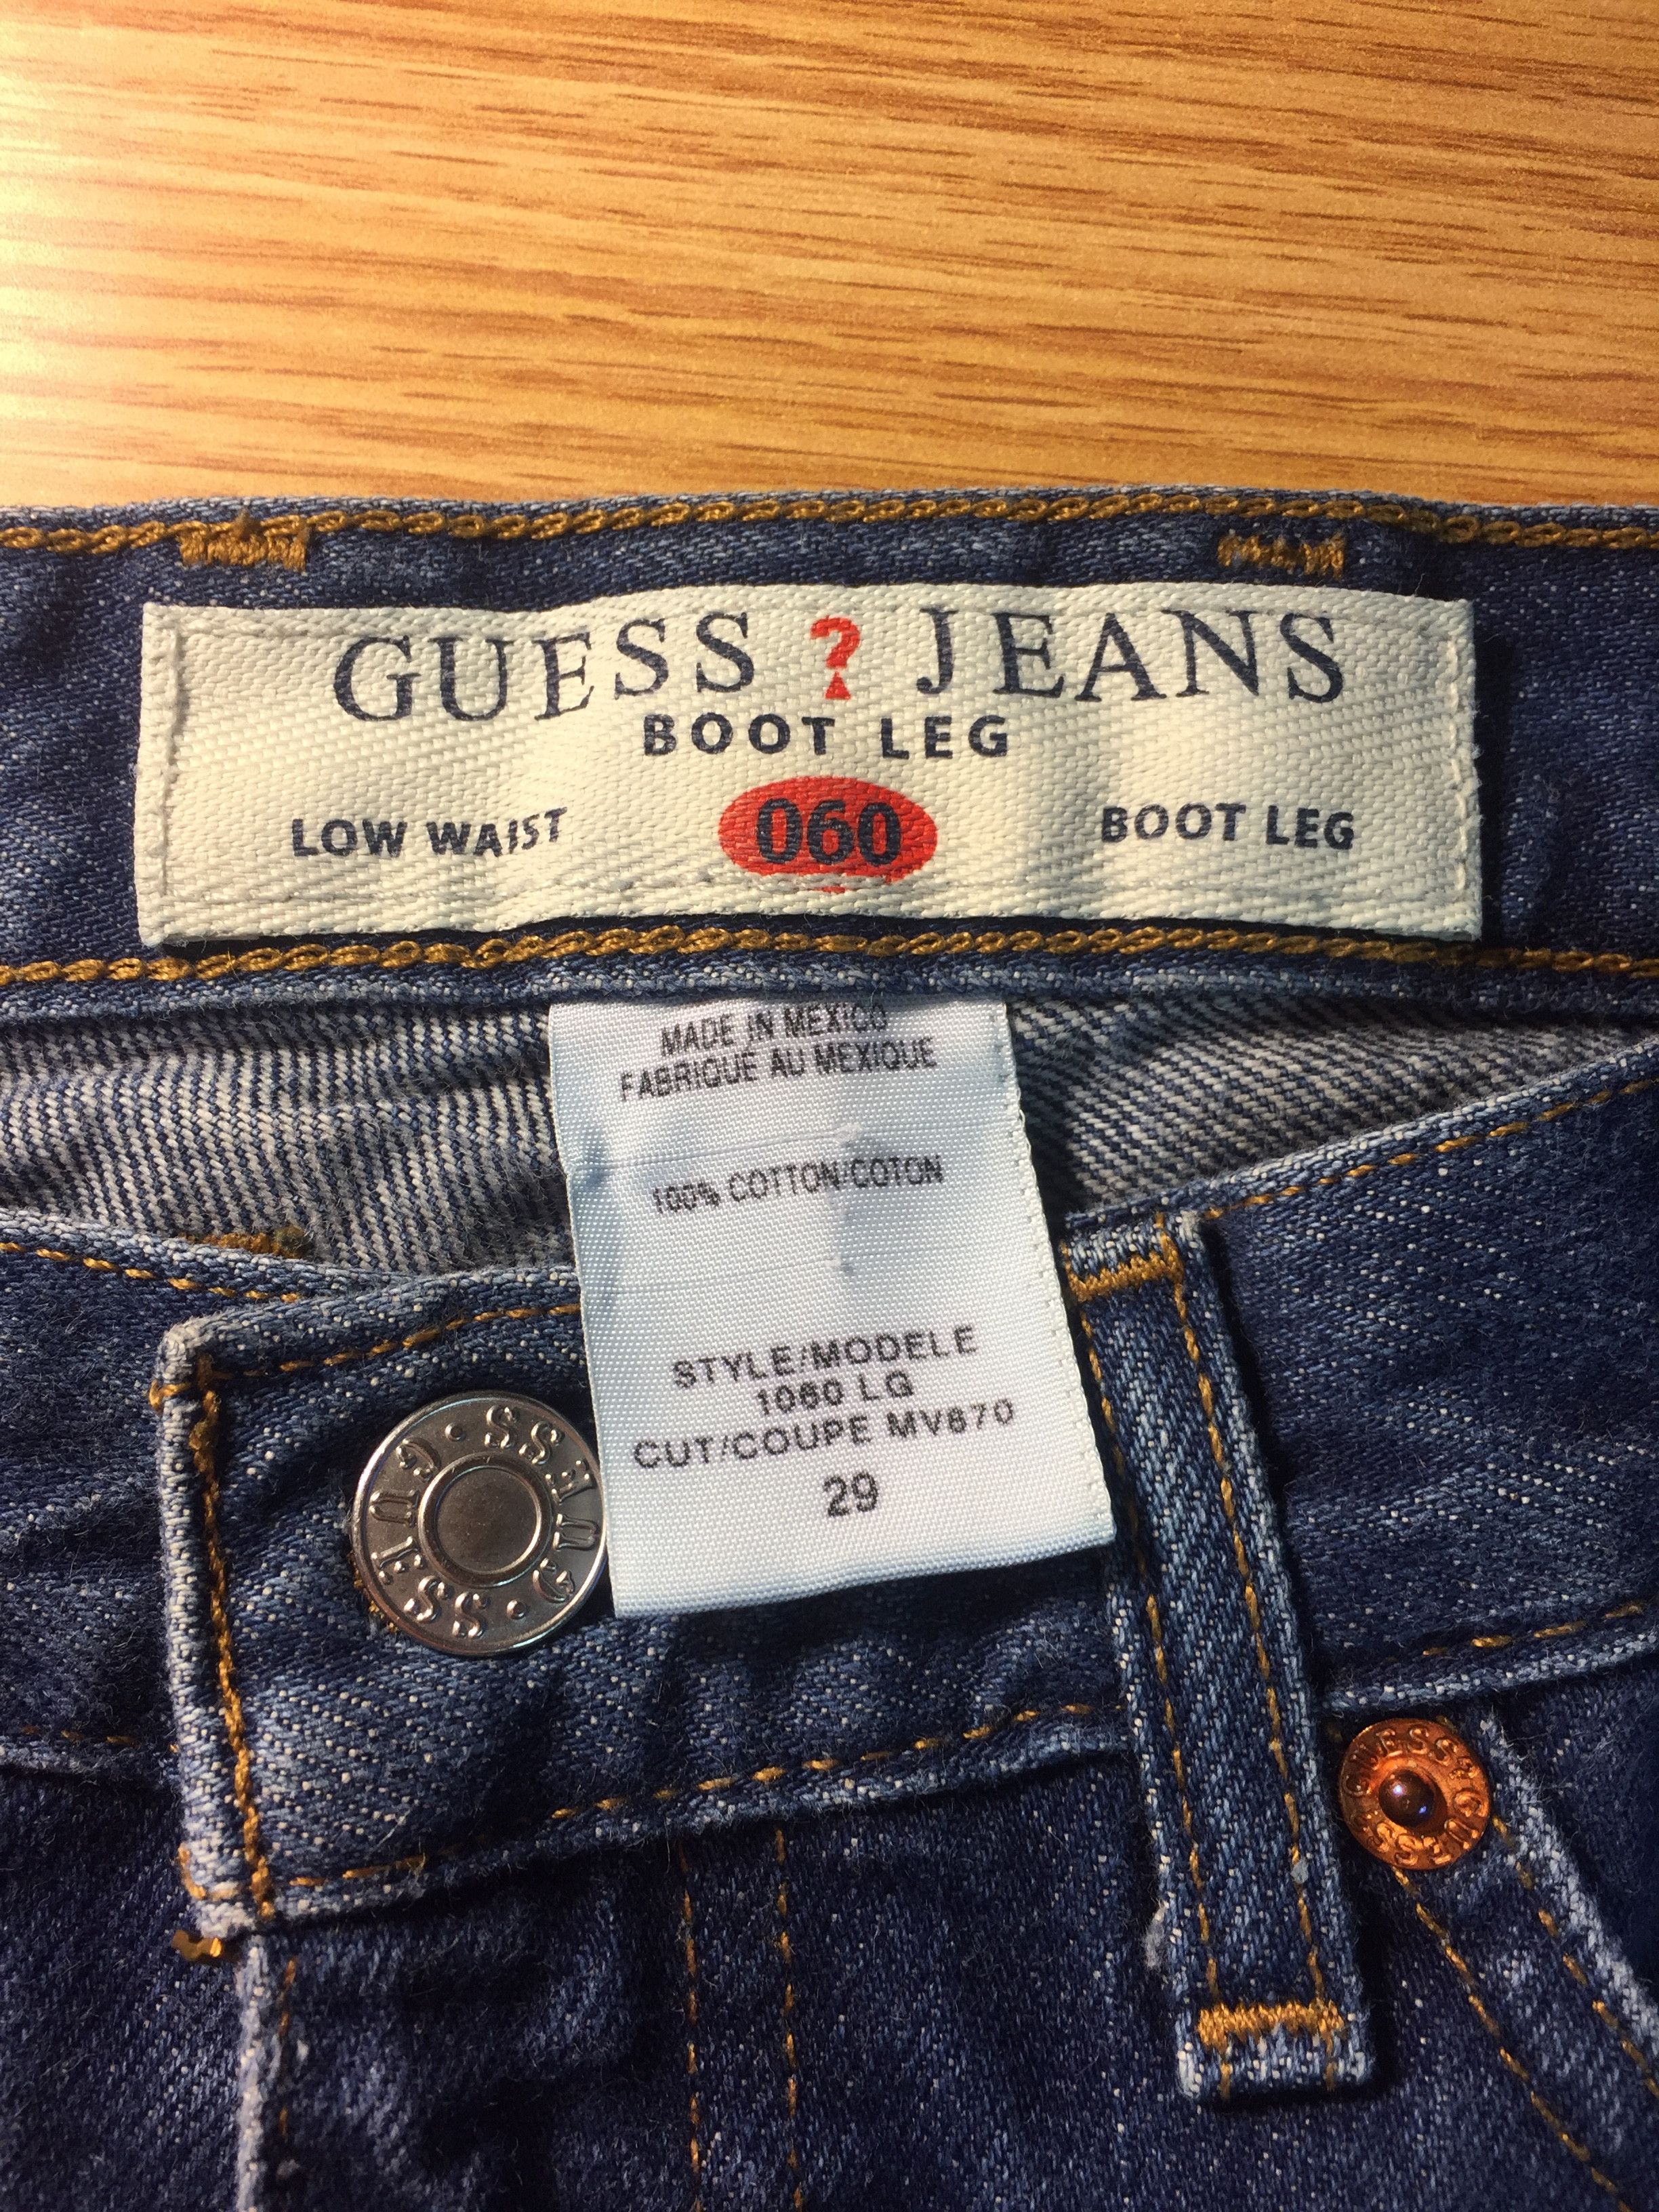 GUESS ? JEANS
BOOT LEG
LOW WAIST 060 BOOT LEG
MADE IN MEXICO
FABRIQUE AU MEXIQUE
100% COTTON/COTON
STYLE/MODELE
1060 LG
CUT/COUPE MV670
29
GUESS · GUESS ·
GUESS & GUESS &